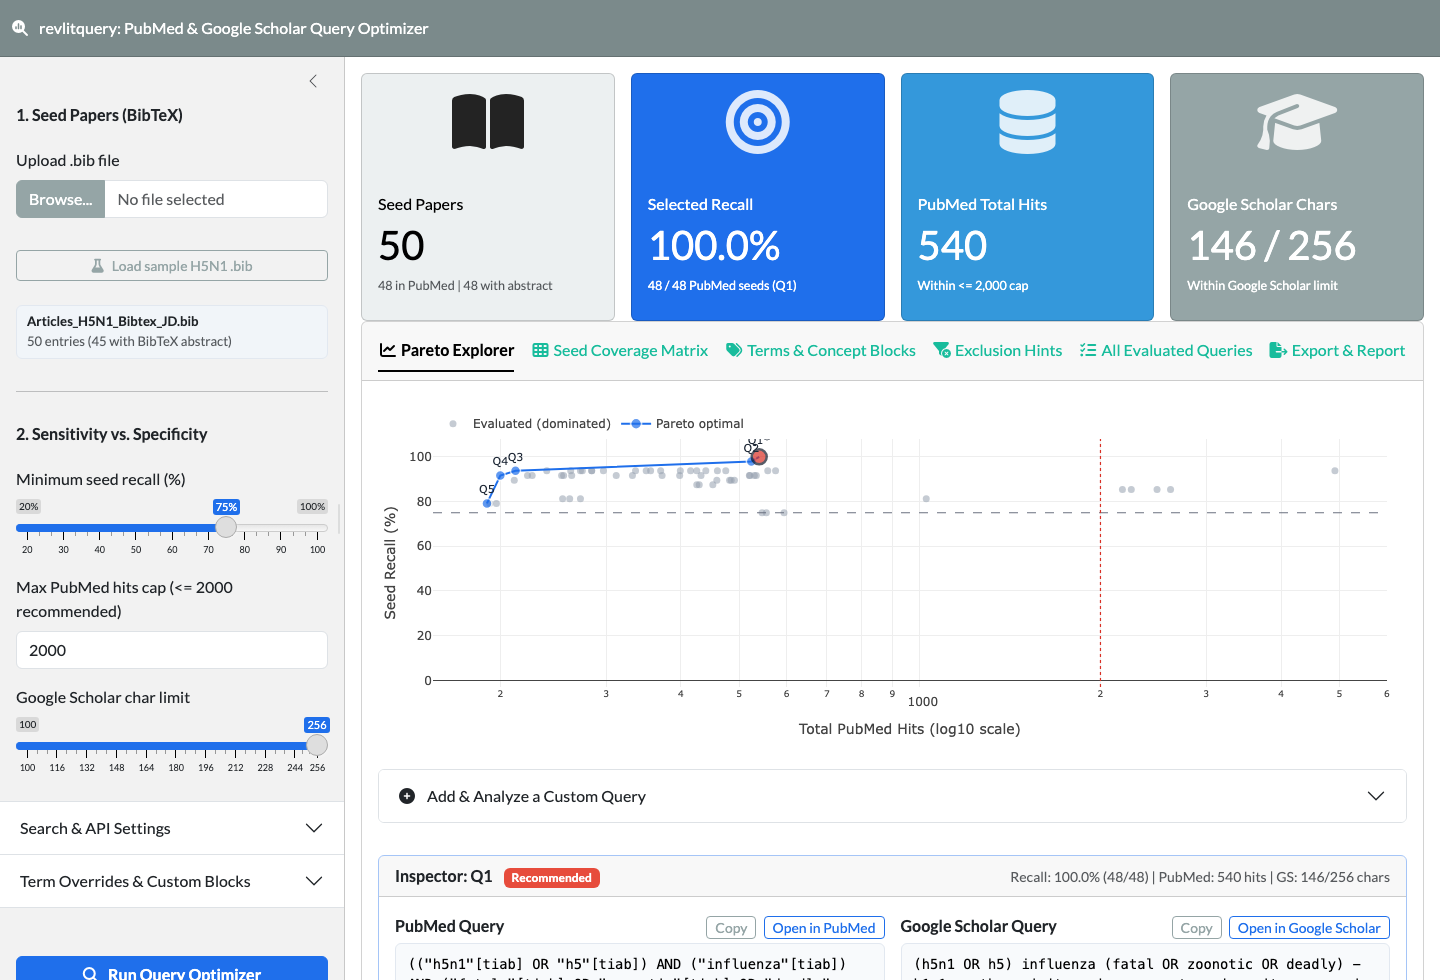 revlitquery: PubMed & Google Scholar Query Optimizer
1. Seed Papers (BibTeX)
Upload .bib file
Browse... No file selected
Load sample H5N1 .bib
Articles_H5N1_Bibtex_JD.bib
50 entries (45 with BibTeX abstract)
2. Sensitivity vs. Specificity
Minimum seed recall (%)
20% 75% 100%
20 30 40 50 60 70 80 90 100
Max PubMed hits cap (<= 2000
recommended)
2000
Google Scholar char limit
100 256
100 116 132 148 164 180 196 212 228 244 256
Search & API Settings
Term Overrides & Custom Blocks
Run Query Optimizer
Seed Papers
50
48 in PubMed | 48 with abstract
Selected Recall
100.0%
48 / 48 PubMed seeds (Q1)
PubMed Total Hits
540
Within <= 2,000 cap
Google Scholar Chars
146 / 256
Within Google Scholar limit
Pareto Explorer Seed Coverage Matrix Terms & Concept Blocks Exclusion Hints All Evaluated Queries Export & Report
Evaluated (dominated) Pareto optimal
Q1
Q2
Q4 Q3
Q5
100
80
60
40
20
0
Seed Recall (%)
2 3 4 5 6 7 8 9 1000 2 3 4 5 6
Total PubMed Hits (log10 scale)
Add & Analyze a Custom Query
Inspector: Q1 Recommended Recall: 100.0% (48/48) | PubMed: 540 hits | GS: 146/256 chars
PubMed Query Copy Open in PubMed
(("h5n1"[tiab] OR "h5"[tiab]) AND ("influenza"[tiab])
Google Scholar Query Copy Open in Google Scholar
(h5n1 OR h5) influenza (fatal OR zoonotic OR deadly) –